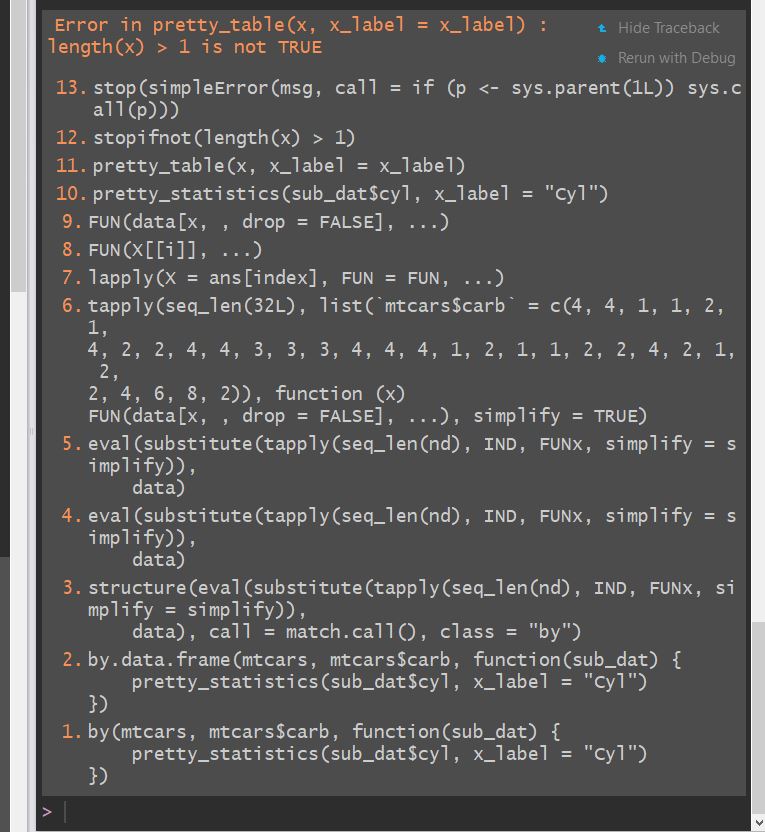 Error in pretty_table(x, x_label = x_label) :
length(x) > 1 is not TRUE
Hide Traceback
Rerun with Debug
13. stop(simpleError(msg, call = if (p <- sys.parent(1L)) sys.c
all(p)))
12. stopifnot(length(x) > 1)
11. pretty_table(x, x_label = x_label)
10. pretty_statistics(sub_dat$cyl, x_label = "Cyl")
9. FUN(data[x, , drop = FALSE], ...)
8. FUN(X[[i]], ...)
7. lapply(X = ans[index], FUN = FUN, ...)
6. tapply(seq_len(32L), list(`mtcars$carb` = c(4, 4, 1, 1, 2,
1,
4, 2, 2, 4, 4, 3, 3, 3, 4, 4, 4, 1, 2, 1, 1, 2, 2, 4, 2, 1,
2,
2, 4, 6, 8, 2)), function (x)
FUN(data[x, , drop = FALSE], ...), simplify = TRUE)
5. eval(substitute(tapply(seq_len(nd), IND, FUNx, simplify = s
implify)),
data)
4. eval(substitute(tapply(seq_len(nd), IND, FUNx, simplify = s
implify)),
data)
3. structure(eval(substitute(tapply(seq_len(nd), IND, FUNx, si
mplify = simplify)),
data), call = match.call(), class = "by")
2. by.data.frame(mtcars, mtcars$carb, function(sub_dat) {
pretty_statistics(sub_dat$cyl, x_label = "Cyl")
})
1. by(mtcars, mtcars$carb, function(sub_dat) {
pretty_statistics(sub_dat$cyl, x_label = "Cyl")
})
>